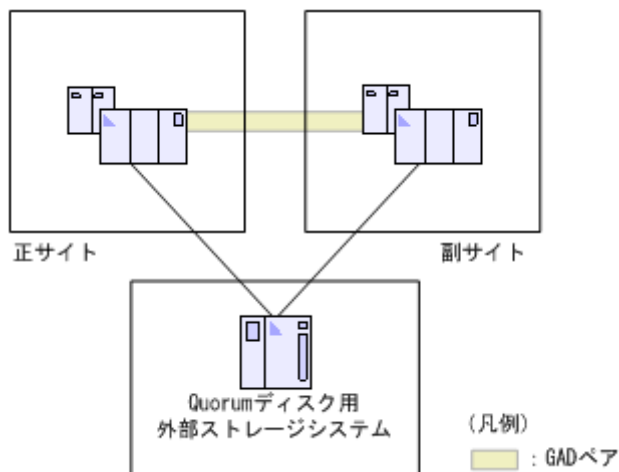 正サイト
副サイト
Quorumディスク用
外部ストレージシステム
(凡例)
: GADペア